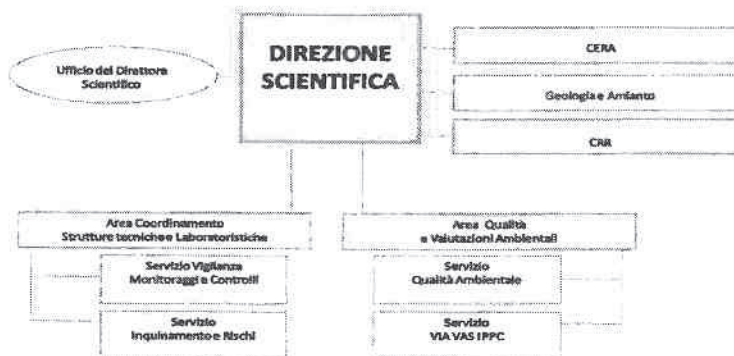 Ufficio del Direttore
Scientifico
DIREZIONE
SCIENTIFICA
CERA
Geologia e Amianto
CRR
Area Coordinamento
Strutture tecniche e Laboratoristiche
Servizio Vigilanza
Monitoraggi e Controlli
Servizio
Inquinamento e Rischi
Area Qualità
e Valutazioni Ambientali
Servizio
Qualità Ambientale
Servizio
VIA VAS IPPC